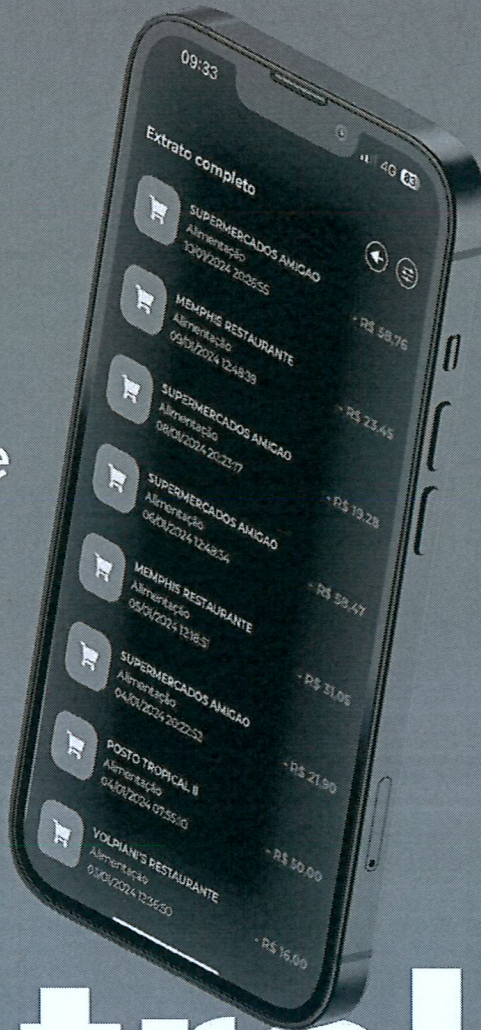 09:33
4G 83
Extrato completo
SUPERMERCADOS AMIGAO
Alimentação
10/01/2024 20:26:55
- R$ 58,76
MEMPHIS RESTAURANTE
Alimentação
09/01/2024 12:48:39
- R$ 23,45
SUPERMERCADOS AMIGAO
Alimentação
08/01/2024 20:23:17
- R$ 19,28
SUPERMERCADOS AMIGAO
Alimentação
06/01/2024 12:48:34
- R$ 58,47
MEMPHIS RESTAURANTE
Alimentação
05/01/2024 12:18:51
- R$ 31,05
SUPERMERCADOS AMIGAO
Alimentação
04/01/2024 20:22:52
- R$ 21,90
POSTO TROPICAL II
Alimentação
04/01/2024 07:55:10
- R$ 50,00
VOLPIANI'S RESTAURANTE
Alimentação
03/01/2024 12:36:50
- R$ 16,00